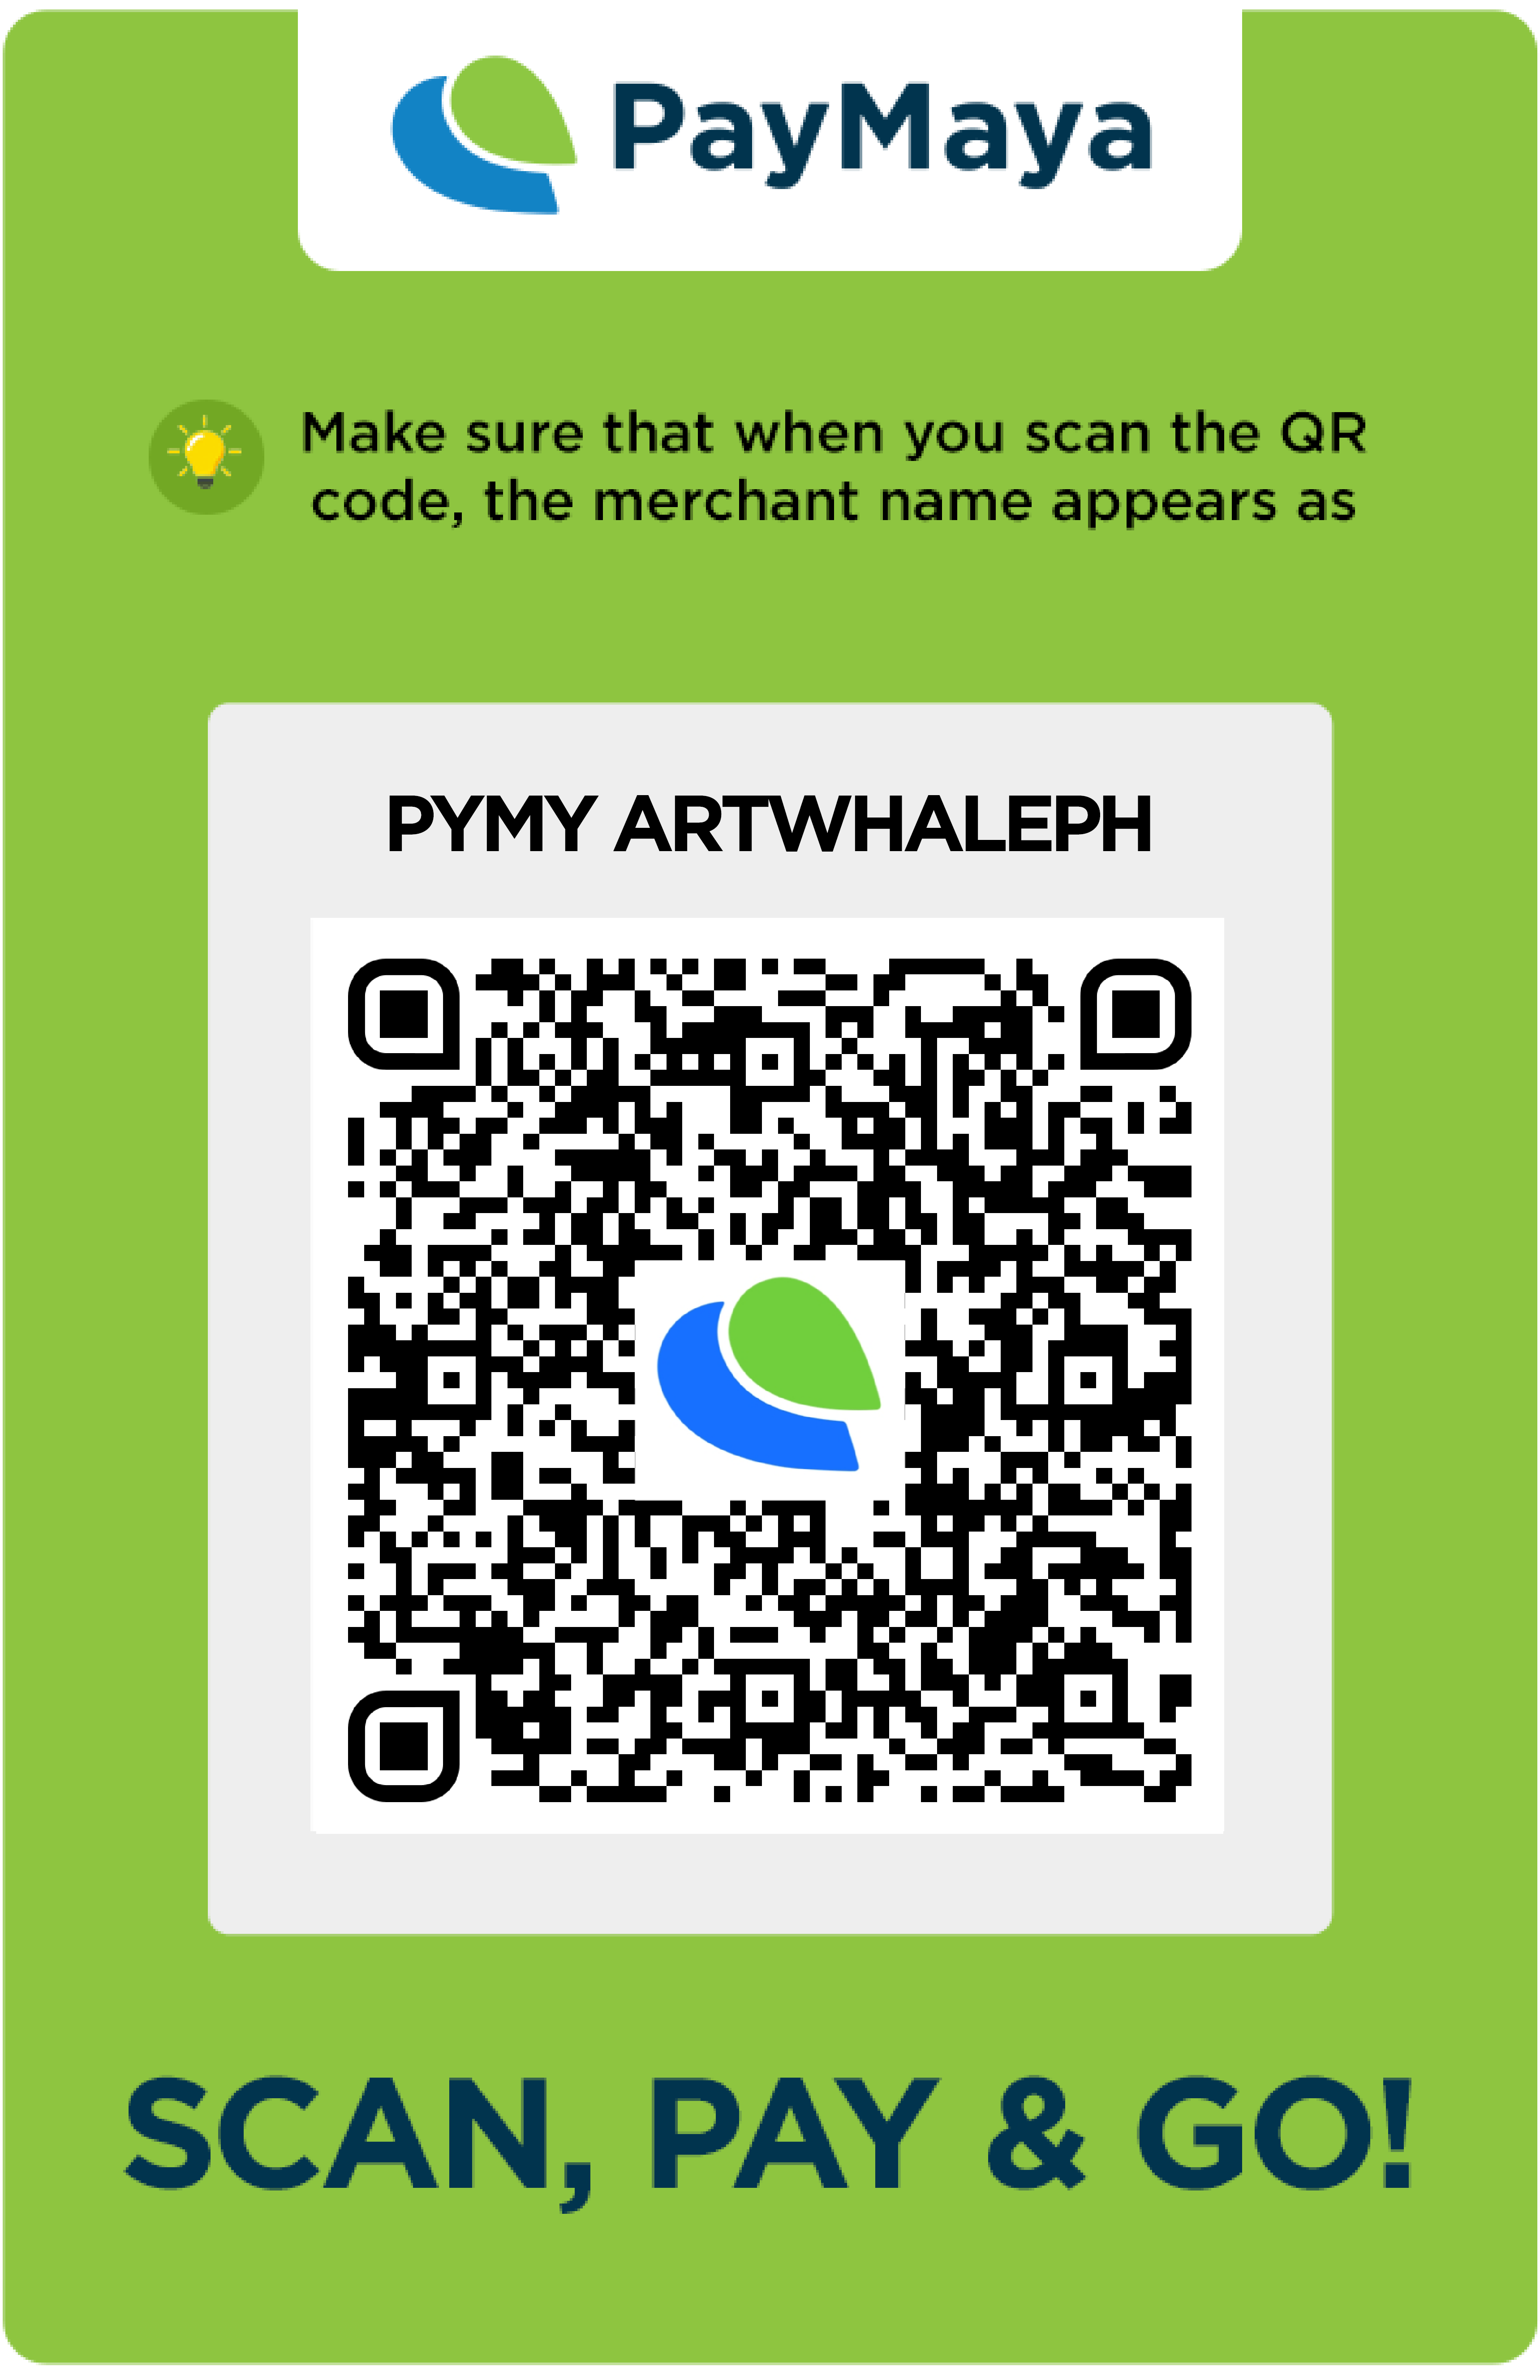 PayMaya
Make sure that when you scan the QR
code, the merchant name appears as
PYMY ARTWHALEPH
SCAN, PAY & GO!